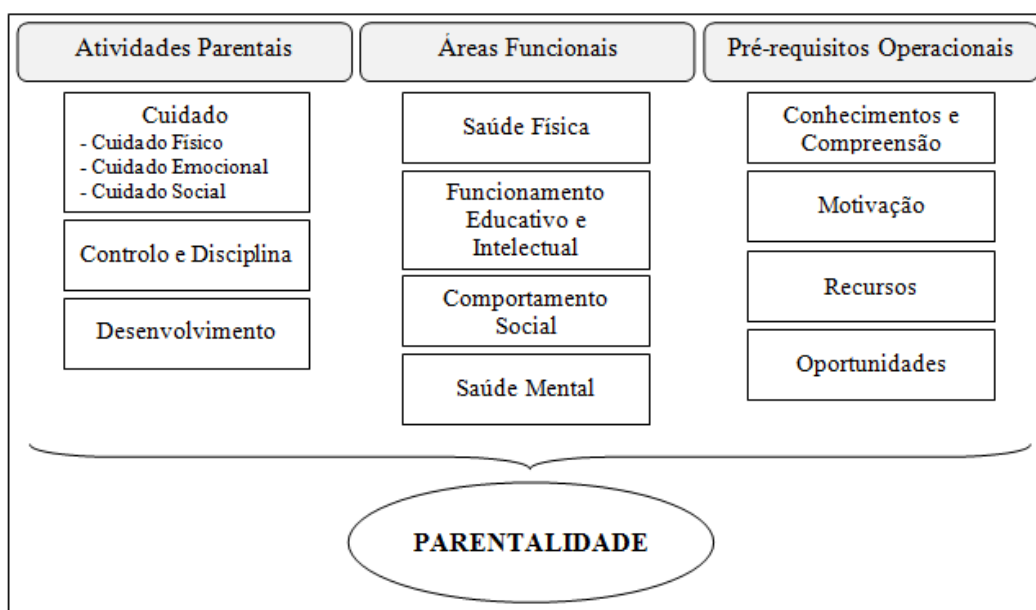 Atividades Parentais
Cuidado
- Cuidado Físico
- Cuidado Emocional
- Cuidado Social
Controlo e Disciplina
Desenvolvimento
Áreas Funcionais
Saúde Física
Funcionamento
Educativo e
Intelectual
Comportamento
Social
Saúde Mental
Pré-requisitos Operacionais
Conhecimentos e
Compreensão
Motivação
Recursos
Oportunidades
PARENTALIDADE